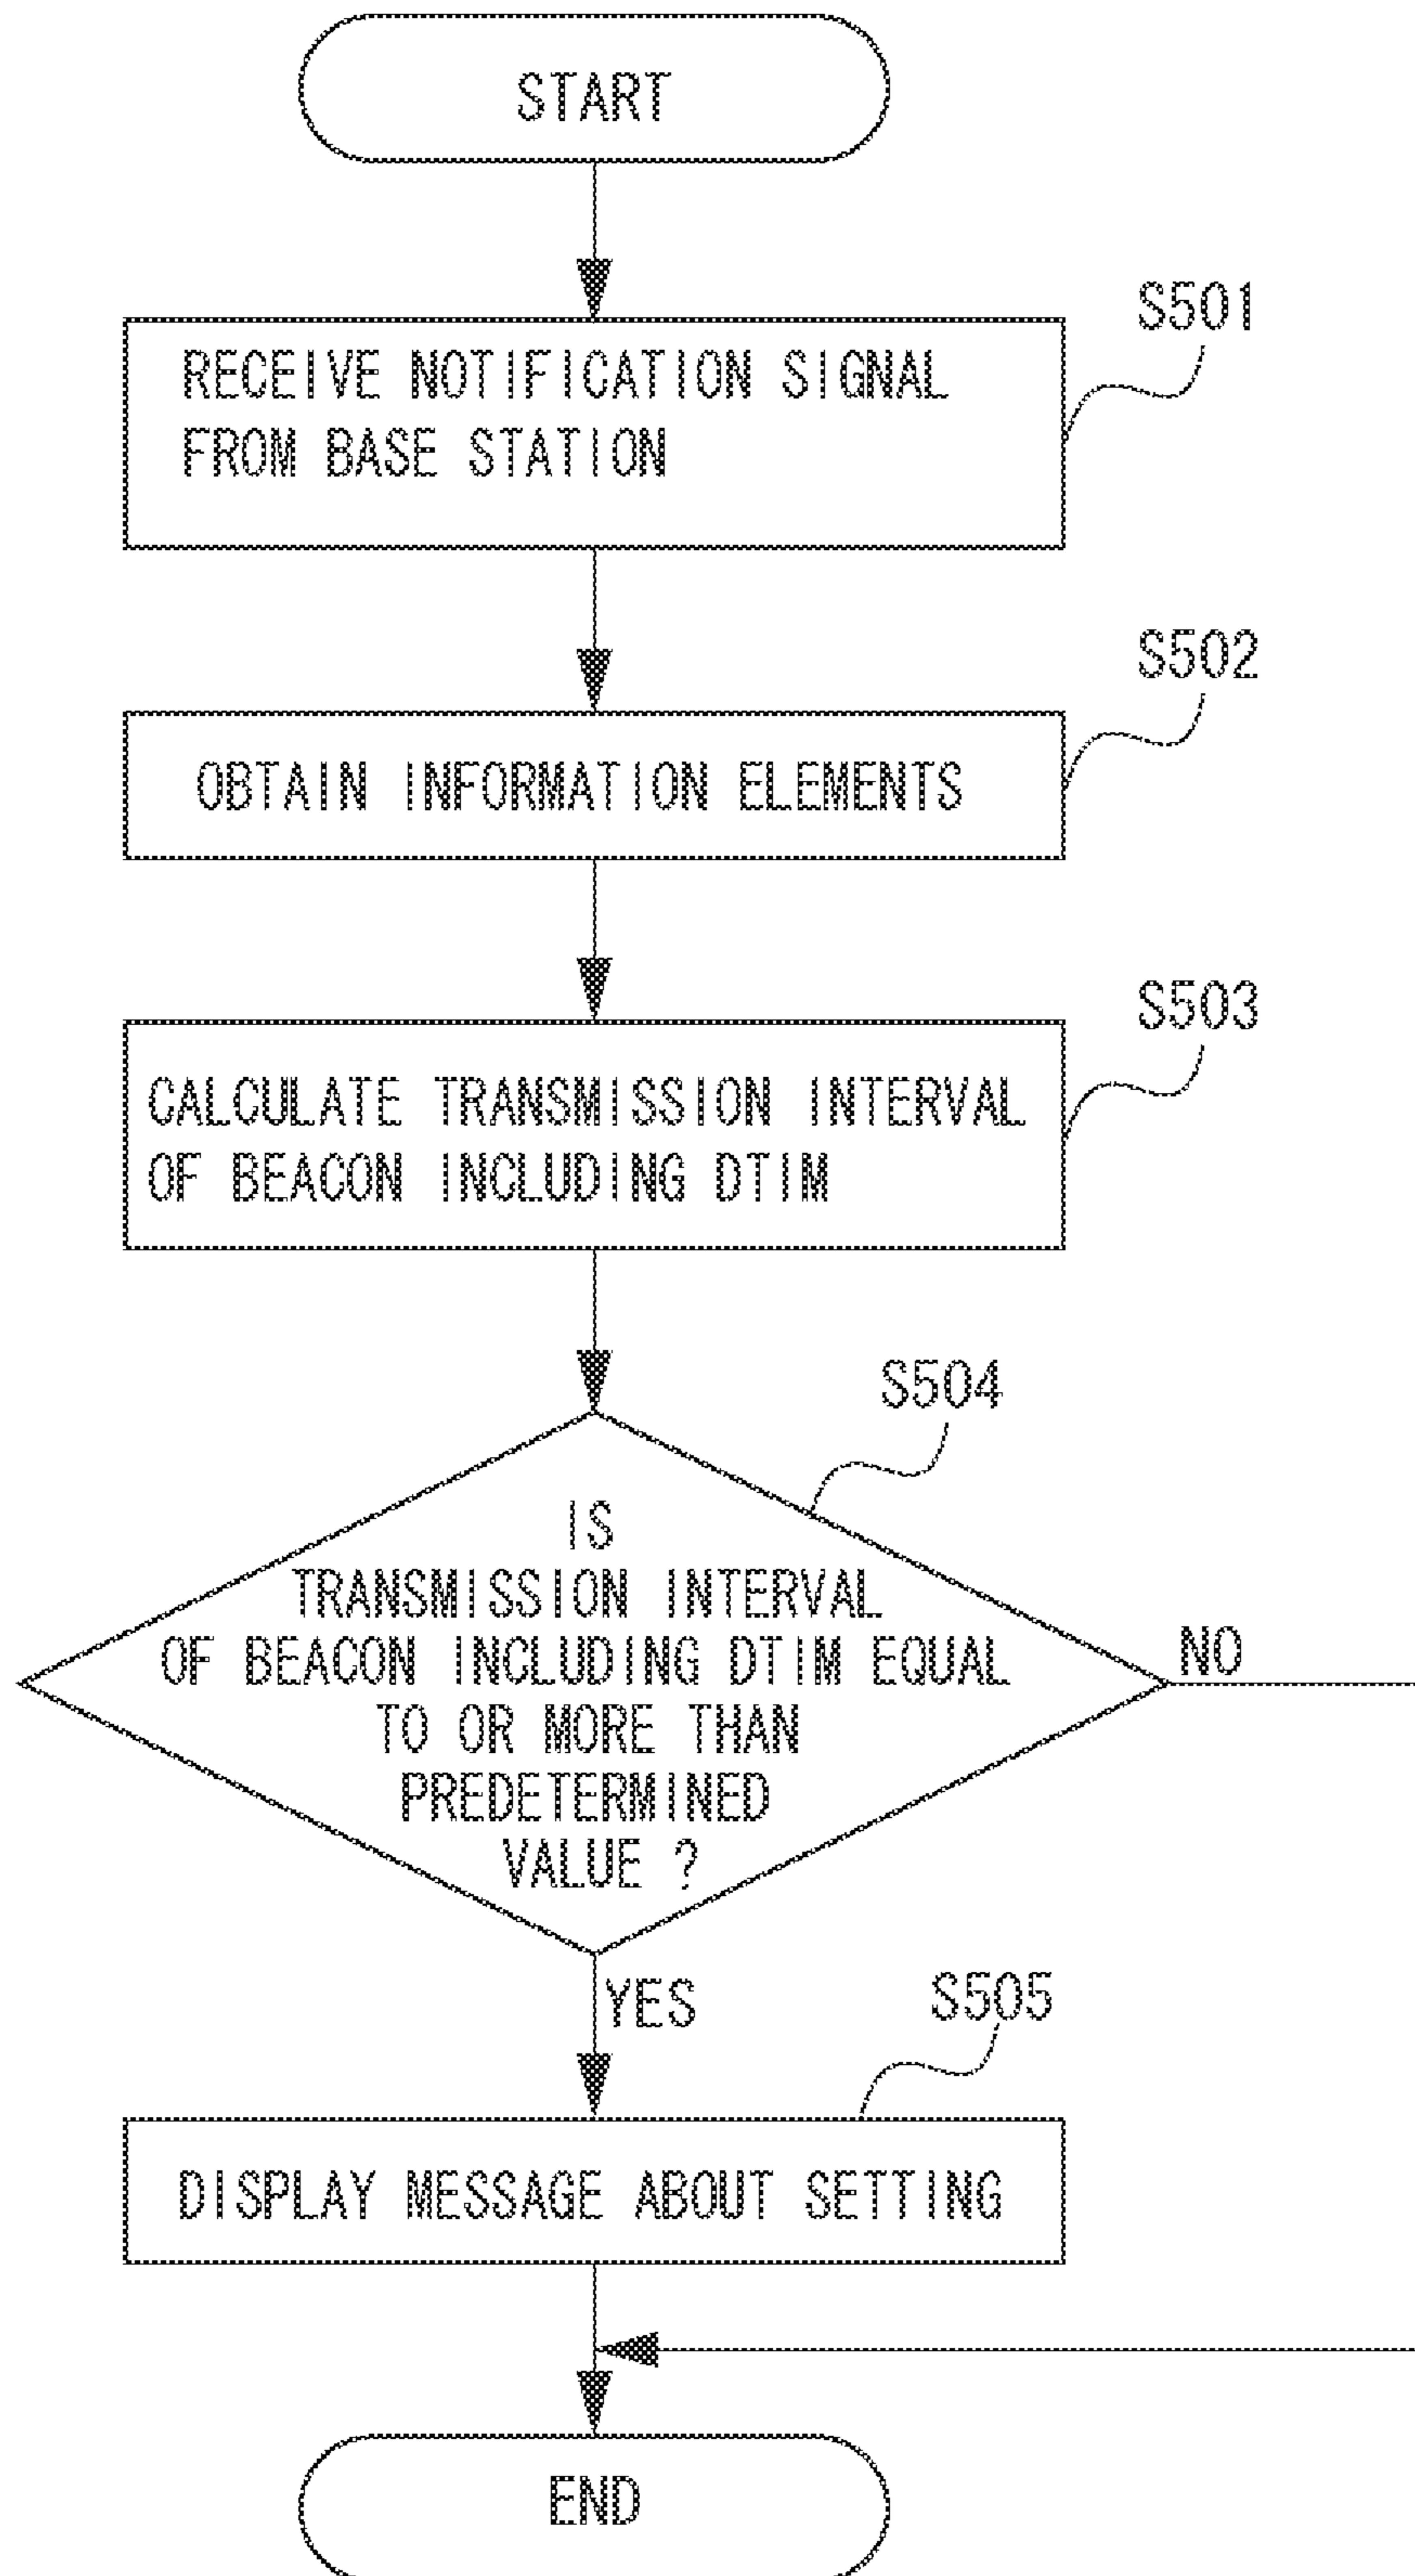 START
S501
RECEIVE NOTIFICATION SIGNAL
FROM BASE STATION
S502
OBTAIN INFORMATION ELEMENTS
S503
CALCULATE TRANSMISSION INTERVAL
OF BEACON INCLUDING DTIM
S504
IS
TRANSMISSION INTERVAL
OF BEACON INCLUDING DTIM EQUAL
TO OR MORE THAN
PREDETERMINED
VALUE ?
NO
YES
S505
DISPLAY MESSAGE ABOUT SETTING
END